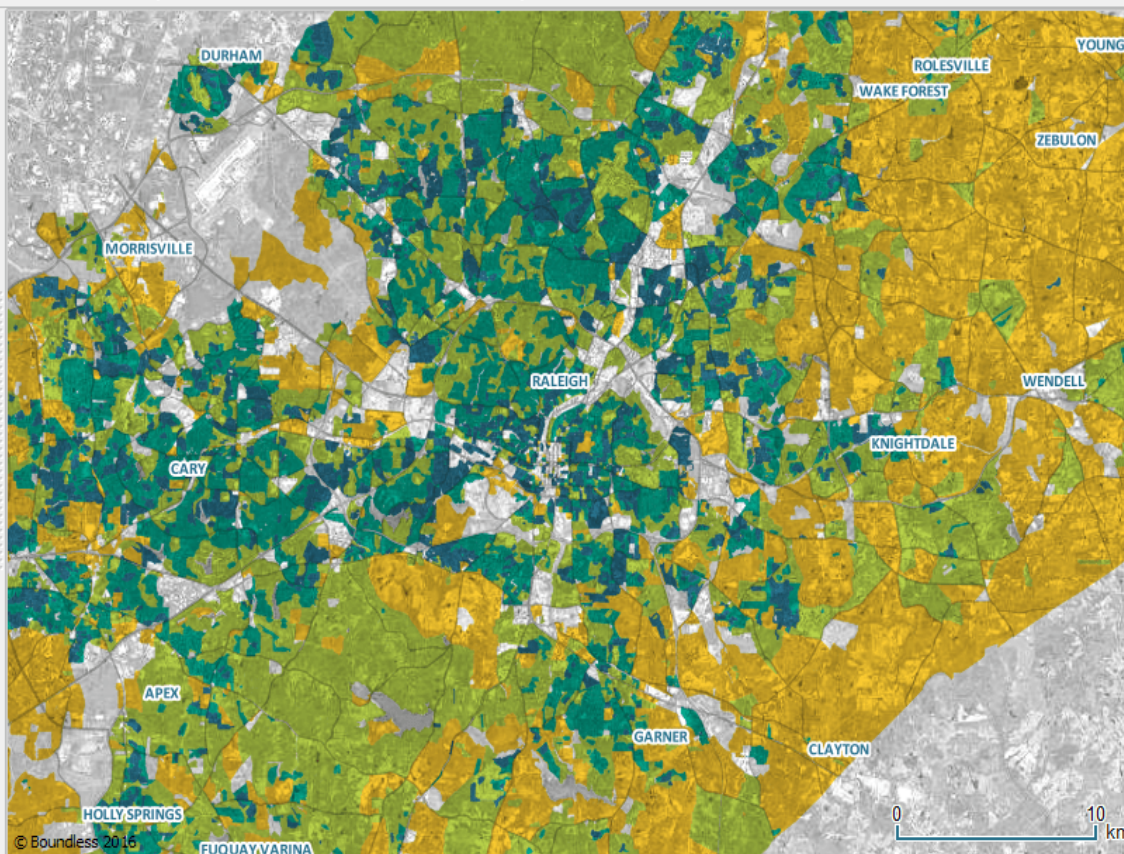 DURHAM
YOUNG
ROLESVILLE
WAKE FOREST
ZEBULON
MORRISVILLE
RALEIGH
WENDELL
KNIGHTDALE
CARY
APEX
GARNER
CLAYTON
HOLLY SPRINGS
0 10
km
© Boundless 2016
FUQUAY VARINA